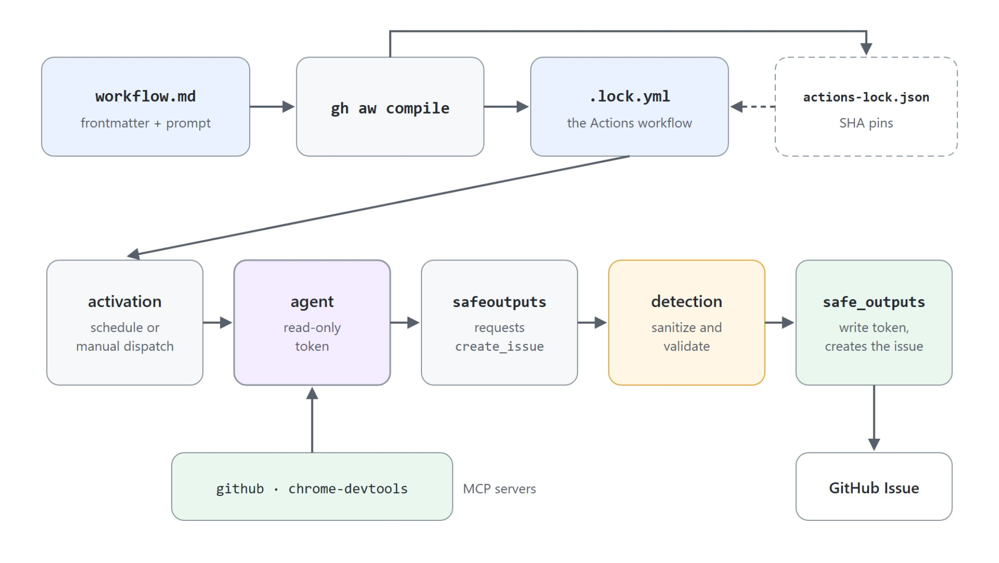 workflow.md
frontmatter + prompt
gh aw compile
.lock.yml
the Actions workflow
actions-lock.json
SHA pins
activation
schedule or
manual dispatch
agent
read-only
token
safeoutputs
requests
create_issue
detection
sanitize and
validate
safe_outputs
write token,
creates the issue
github · chrome-devtools
MCP servers
GitHub Issue